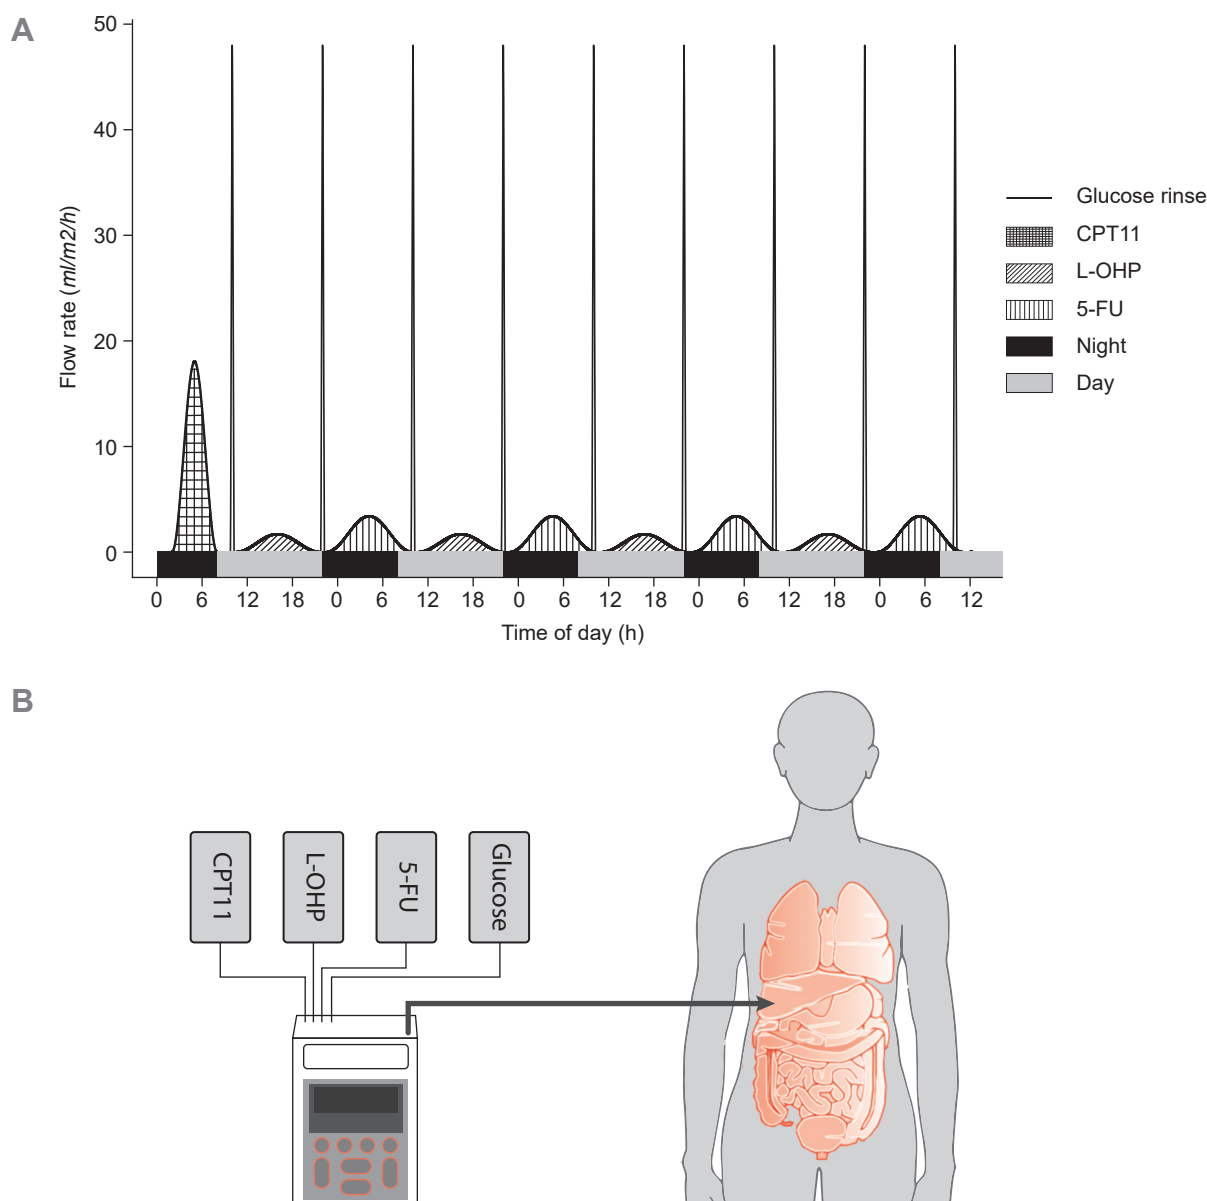 A
50
40
30
20
10
0
Flow rate (ml/m2/h)
0 6 12 18 0 6 12 18 0 6 12 18 0 6 12 18 0 6 12
Time of day (h)
Glucose rinse
CPT11
L-OHP
5-FU
Night
Day
B
CPT11
L-OHP
5-FU
Glucose